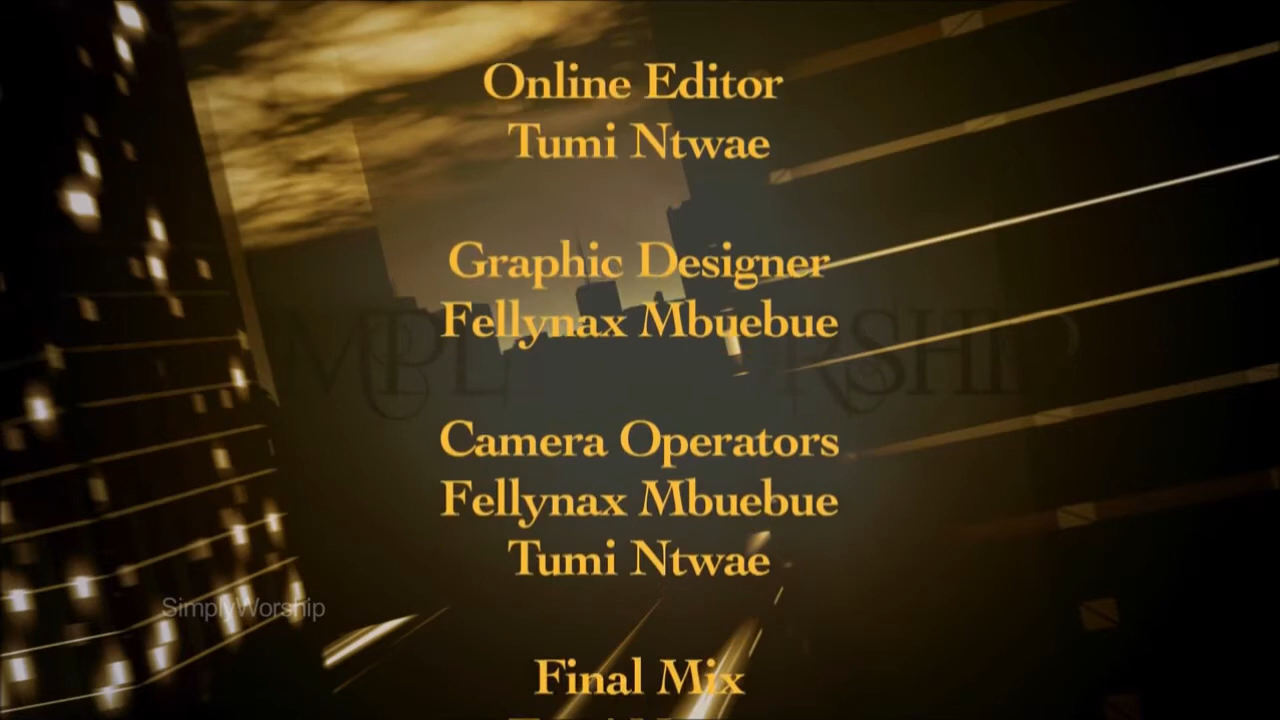 Online Editor
Tumi Ntwae
Graphic Designer
Fellynax Mbuebue
Camera Operators
Fellynax Mbuebue
Tumi Ntwae
SimplyWorship
Final Mix